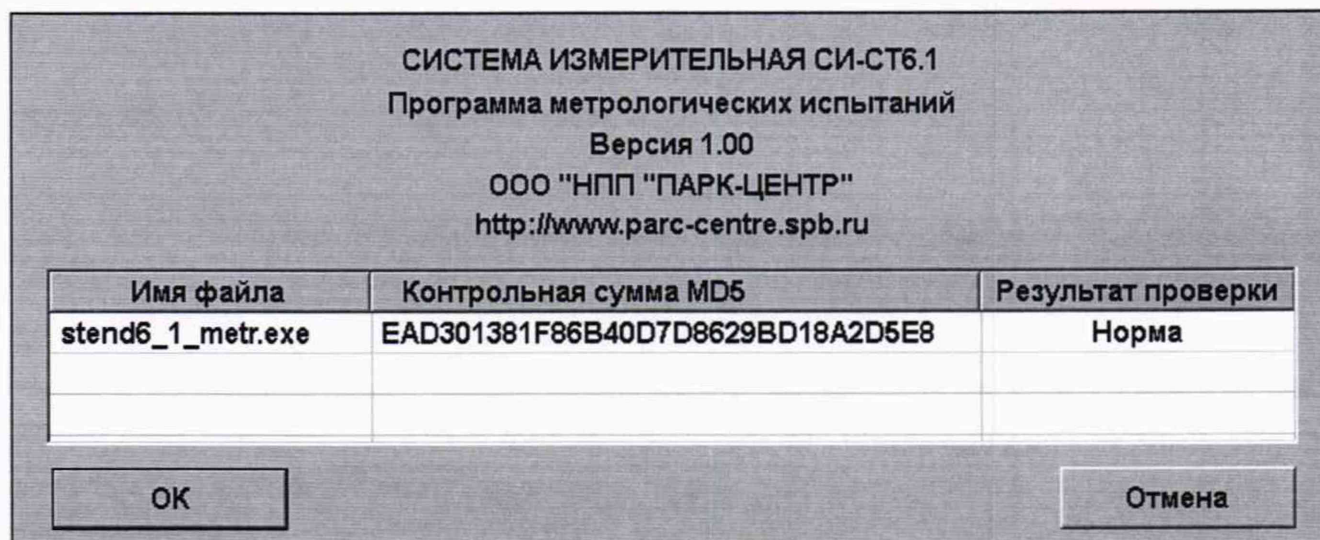 СИСТЕМА ИЗМЕРИТЕЛЬНАЯ СИ-СТ6.1
Программа метрологических испытаний
Версия 1.00
ООО "НПП "ПАРК-ЦЕНТР"
http://www.parc-centre.spb.ru
Имя файла Контрольная сумма MD5 Результат проверки
stend6_1_metr.exe EAD301381F86B40D7D8629BD18A2D5E8 Норма
ОК Отмена